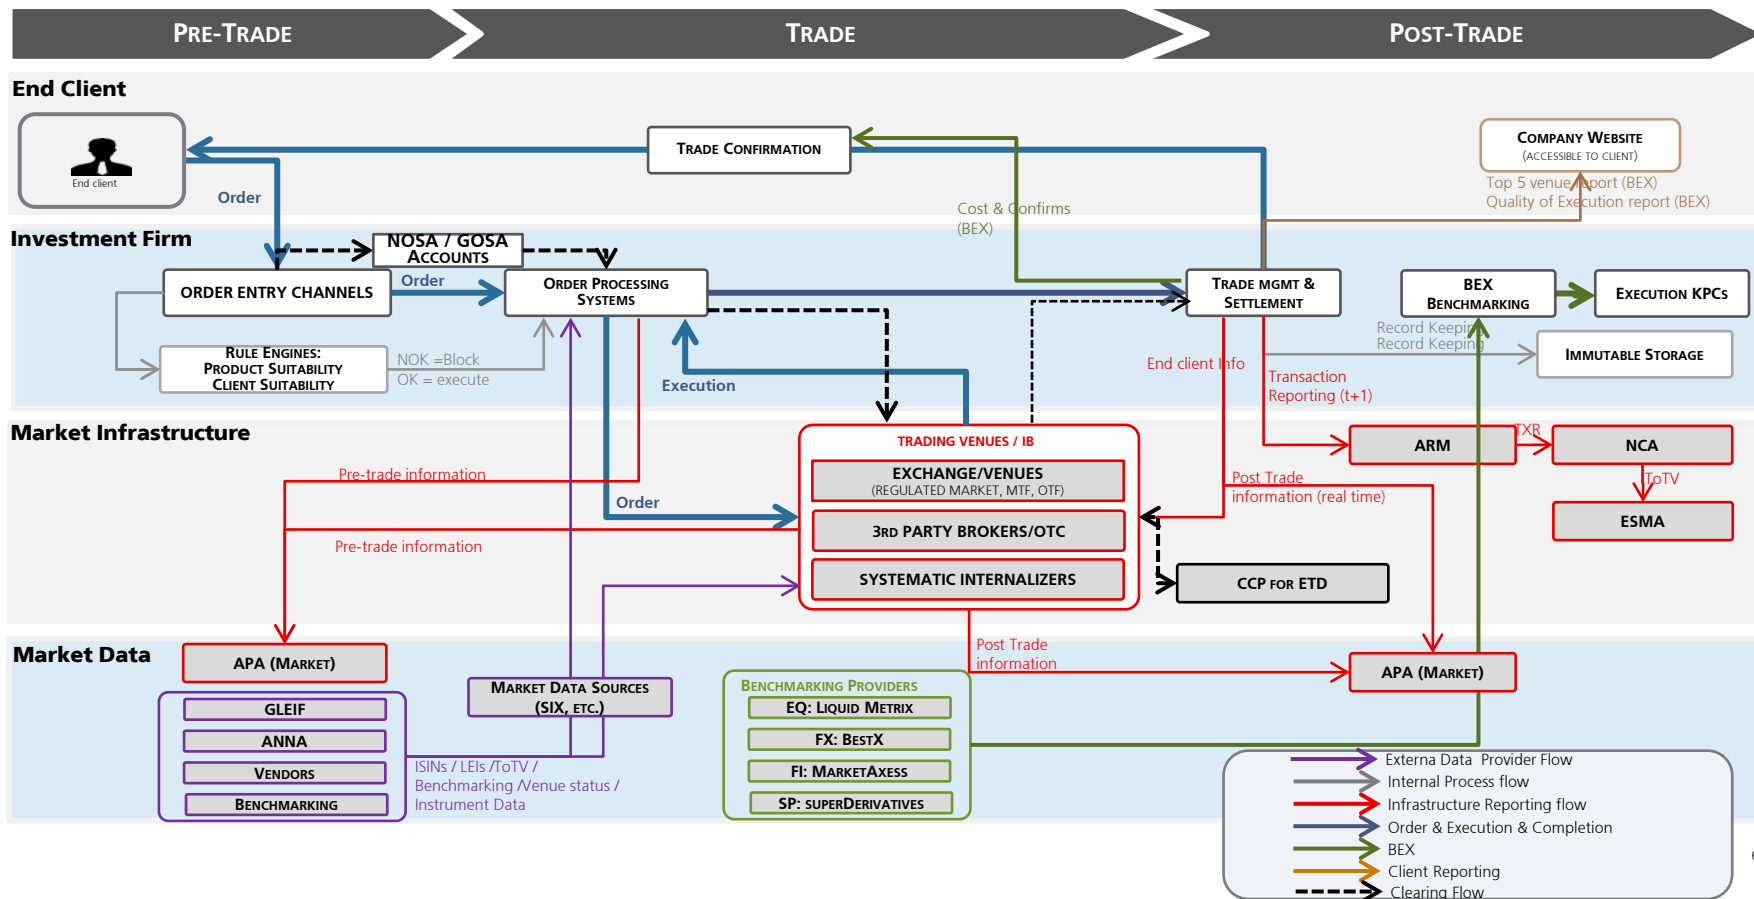 PRE-TRADE
TRADE
POST-TRADE
End Client
End client
Order
TRADE CONFIRMATION
Cost & Confirms
(BEX)
COMPANY WEBSITE
(ACCESSIBLE TO CLIENT)
Top 5 venue report (BEX)
Quality of Execution report (BEX)
Investment Firm
NOSA / GOSA
ACCOUNTS
ORDER ENTRY CHANNELS
Order
ORDER PROCESSING
SYSTEMS
TRADE MGMT &
SETTLEMENT
BEX
BENCHMARKING
EXECUTION KPCS
RULE ENGINES:
PRODUCT SUITABILITY
CLIENT SUITABILITY
NOK =Block
OK = execute
Execution
End client Info
Transaction
Reporting (t+1)
Record Keeping
Record Keeping
IMMUTABLE STORAGE
Market Infrastructure
Pre-trade information
Order
Pre-trade information
TRADING VENUES / IB
EXCHANGE/VENUES
(REGULATED MARKET, MTF, OTF)
3RD PARTY BROKERS/OTC
SYSTEMATIC INTERNALIZERS
Post Trade
information (real time)
ARM
TXR
NCA
ToTV
ESMA
CCP FOR ETD
Market Data
APA (MARKET)
GLEIF
ANNA
VENDORS
BENCHMARKING
ISINs / LEIs /ToTV /
Benchmarking /Venue status /
Instrument Data
MARKET DATA SOURCES
(SIX, ETC.)
BENCHMARKING PROVIDERS
EQ: LIQUID METRIX
FX: BESTX
FI: MARKETAXESS
SP: SUPERDERIVATIVES
Post Trade
information
APA (MARKET)
Externa Data Provider Flow
Internal Process flow
Infrastructure Reporting flow
Order & Execution & Completion
BEX
Client Reporting
Clearing Flow